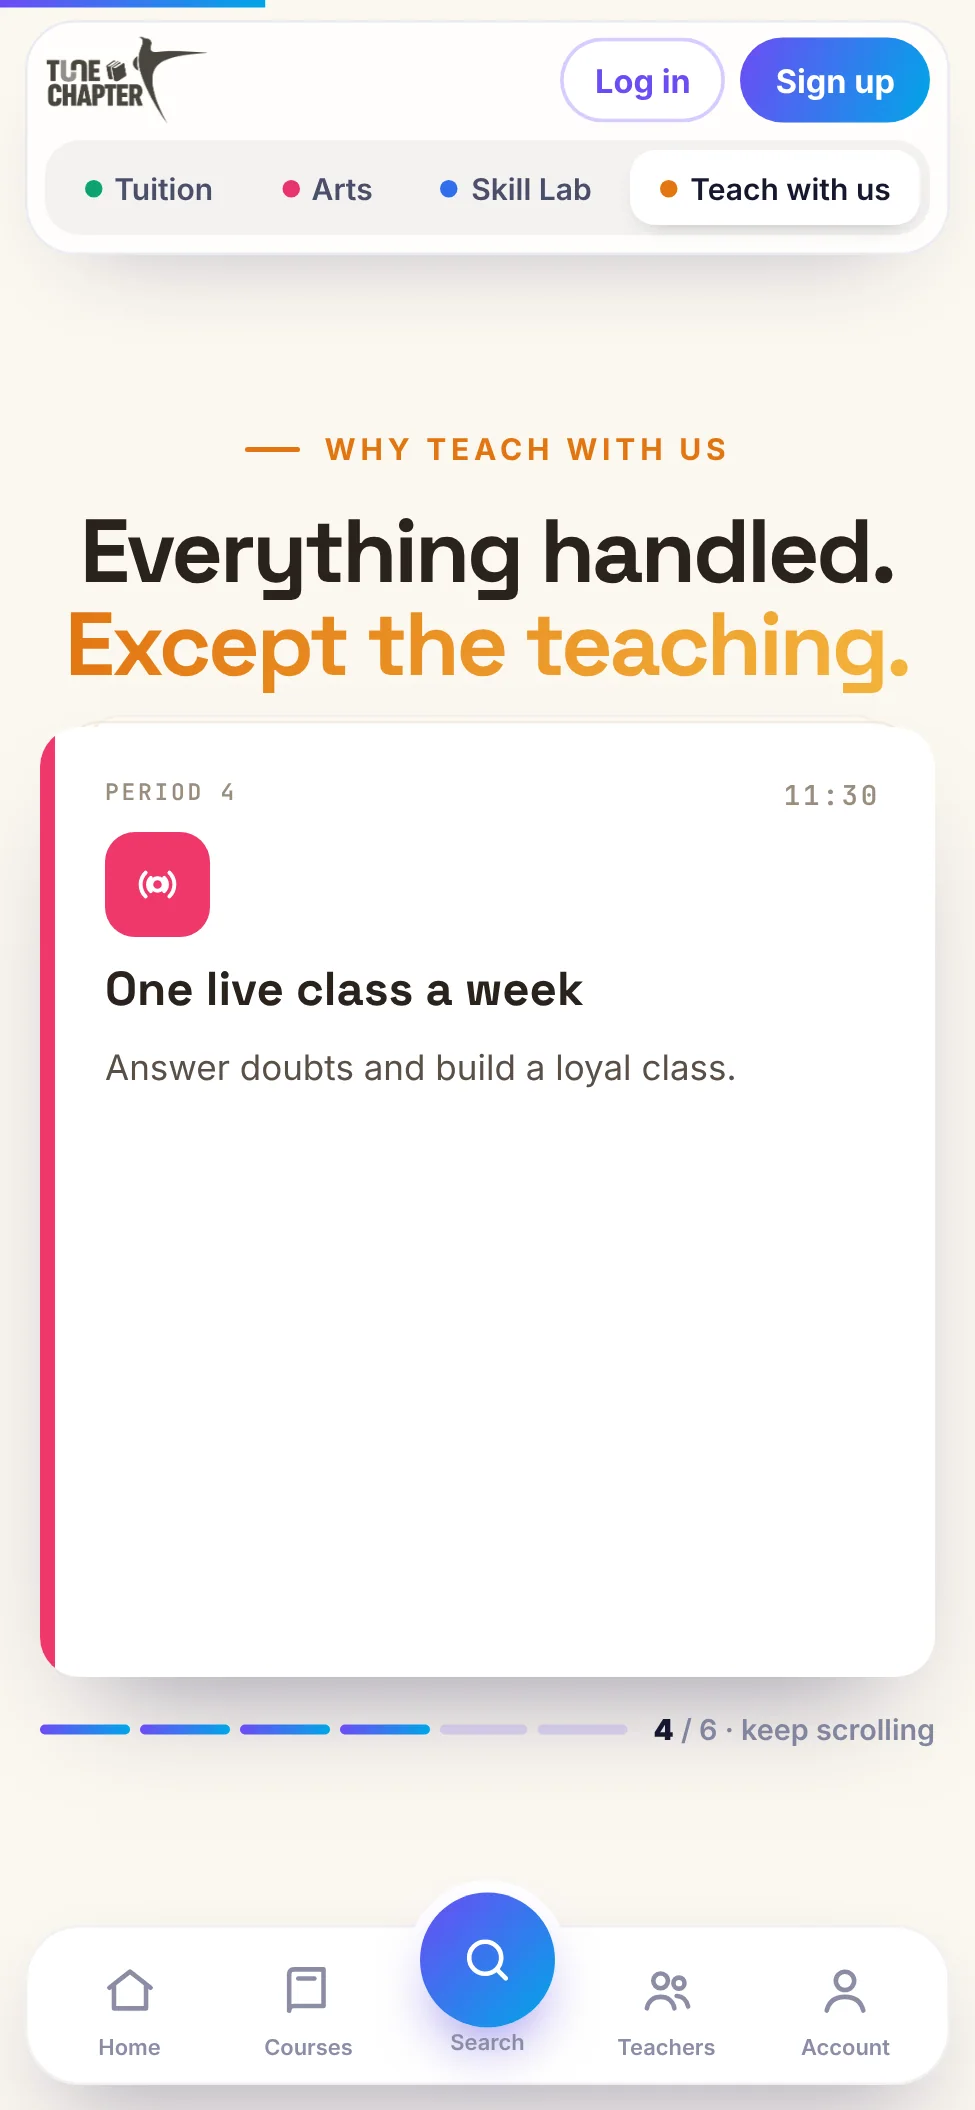 TUNE
CHAPTER
Log in
Sign up
Tuition
Arts
Skill Lab
Teach with us
WHY TEACH WITH US
Everything handled.
Except the teaching.
PERIOD 4
11:30
One live class a week
Answer doubts and build a loyal class.
4 / 6 · keep scrolling
Home
Courses
Search
Teachers
Account